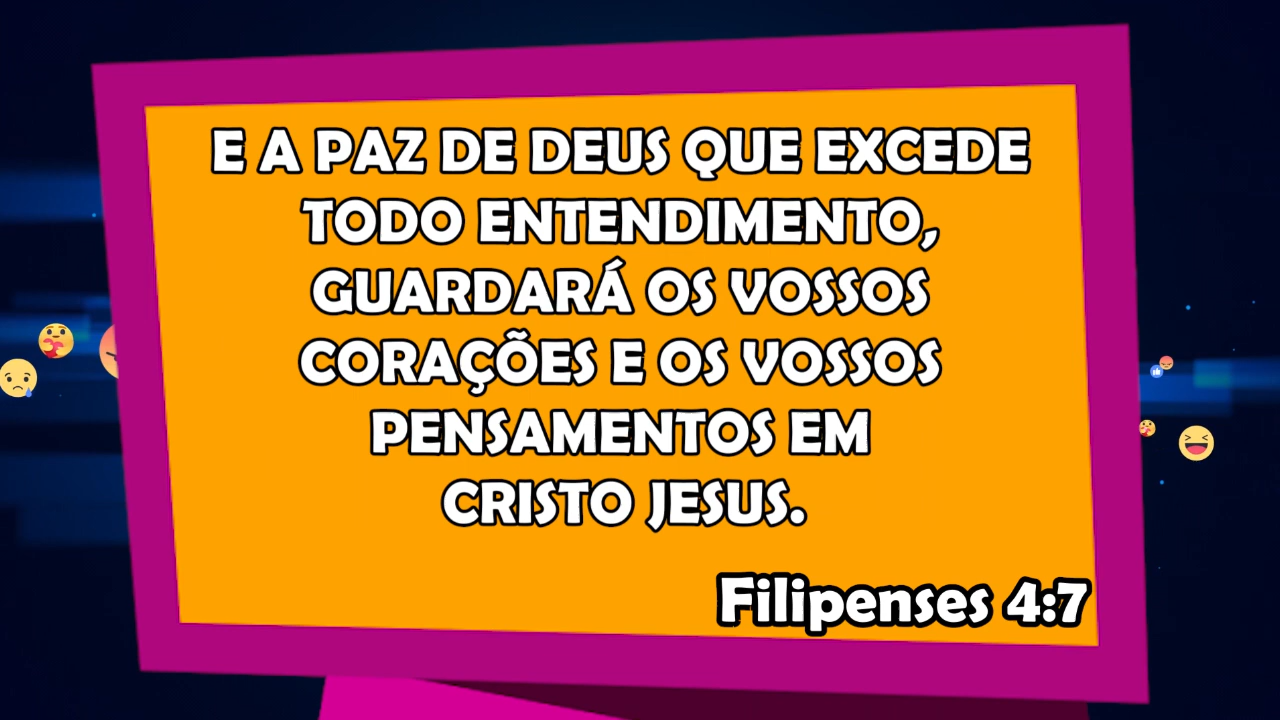 E A PAZ DE DEUS QUE EXCEDE
TODO ENTENDIMENTO,
GUARDARÁ OS VOSSOS
CORAÇÕES E OS VOSSOS
PENSAMENTOS EM
CRISTO JESUS.
Filipenses 4:7